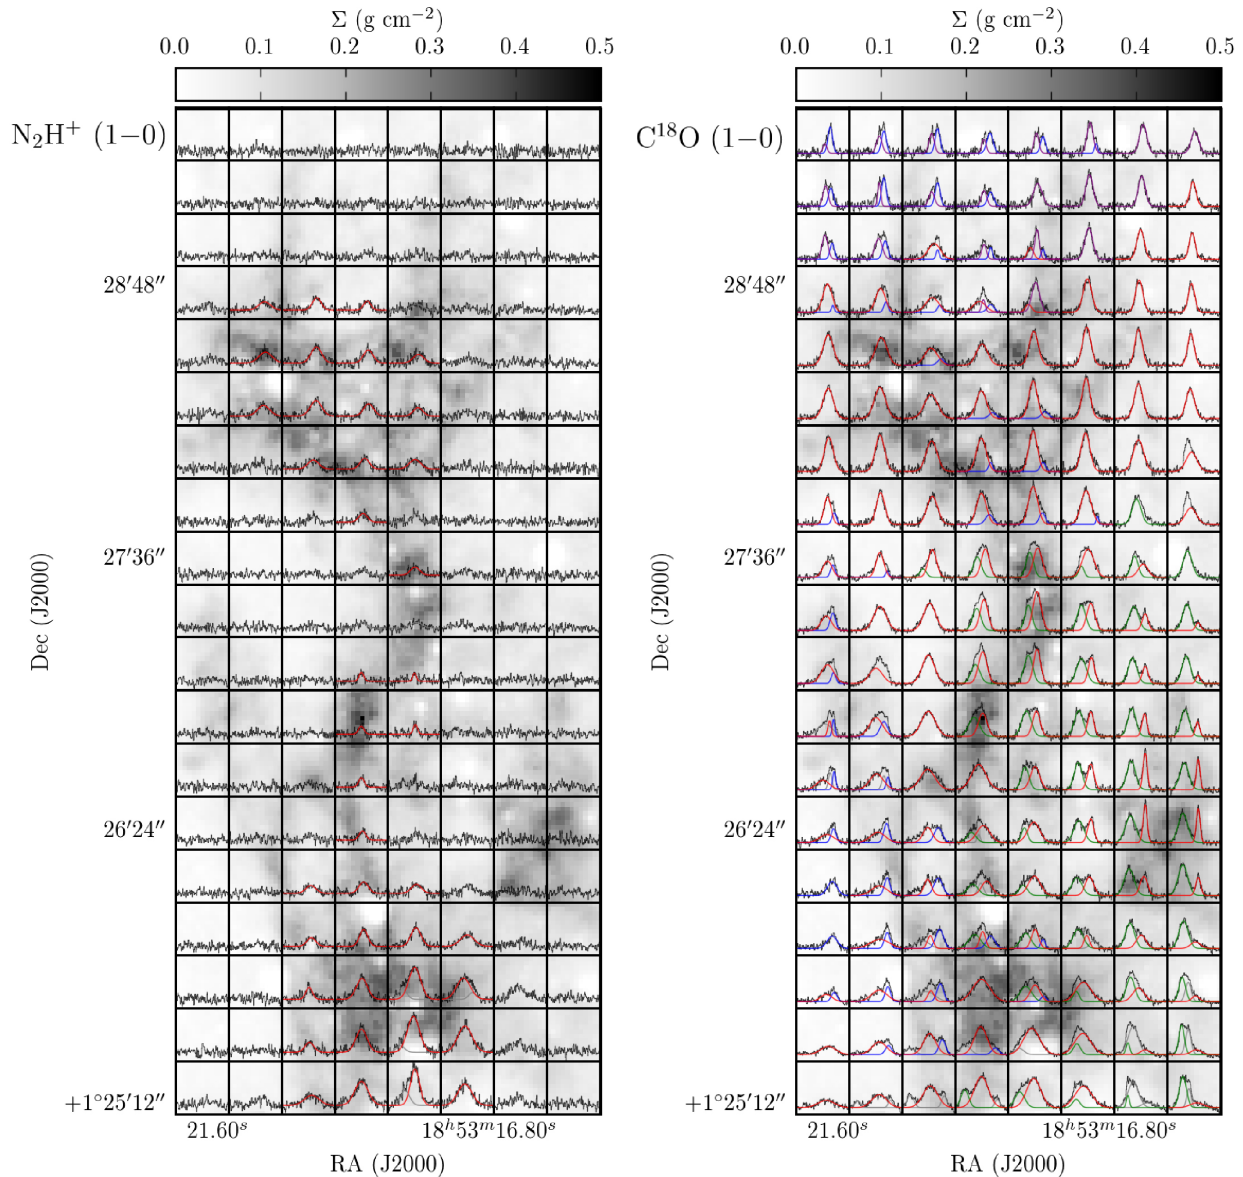 Σ (g cm⁻²)
0.0 0.1 0.2 0.3 0.4 0.5
N₂H⁺ (1−0)
28′48″
27′36″
26′24″
+1°25′12″
Dec (J2000)
21.60ˢ 18ʰ53ᵐ16.80ˢ
RA (J2000)
Σ (g cm⁻²)
0.0 0.1 0.2 0.3 0.4 0.5
C¹⁸O (1−0)
28′48″
27′36″
26′24″
+1°25′12″
Dec (J2000)
21.60ˢ 18ʰ53ᵐ16.80ˢ
RA (J2000)